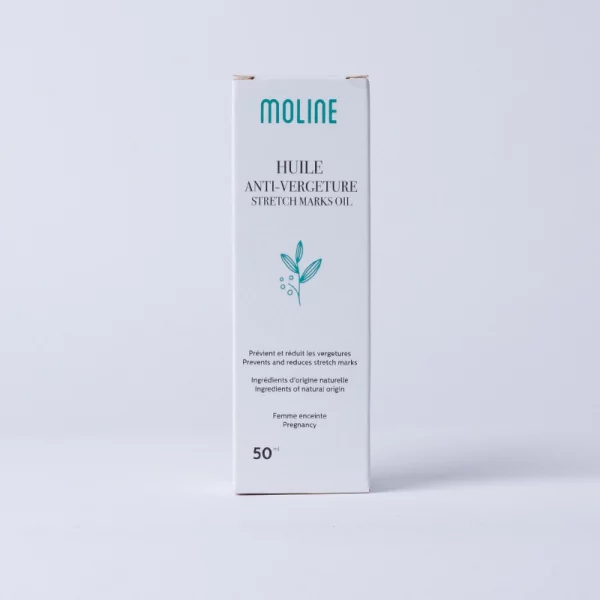 MOLINE
HUILE
ANTI-VERGETURE
STRETCH MARKS OIL
Prévient et réduit les vergetures
Prevents and reduces stretch marks
Ingrédients d'origine naturelle
Ingredients of natural origin
Femme enceinte
Pregnancy
50 ml